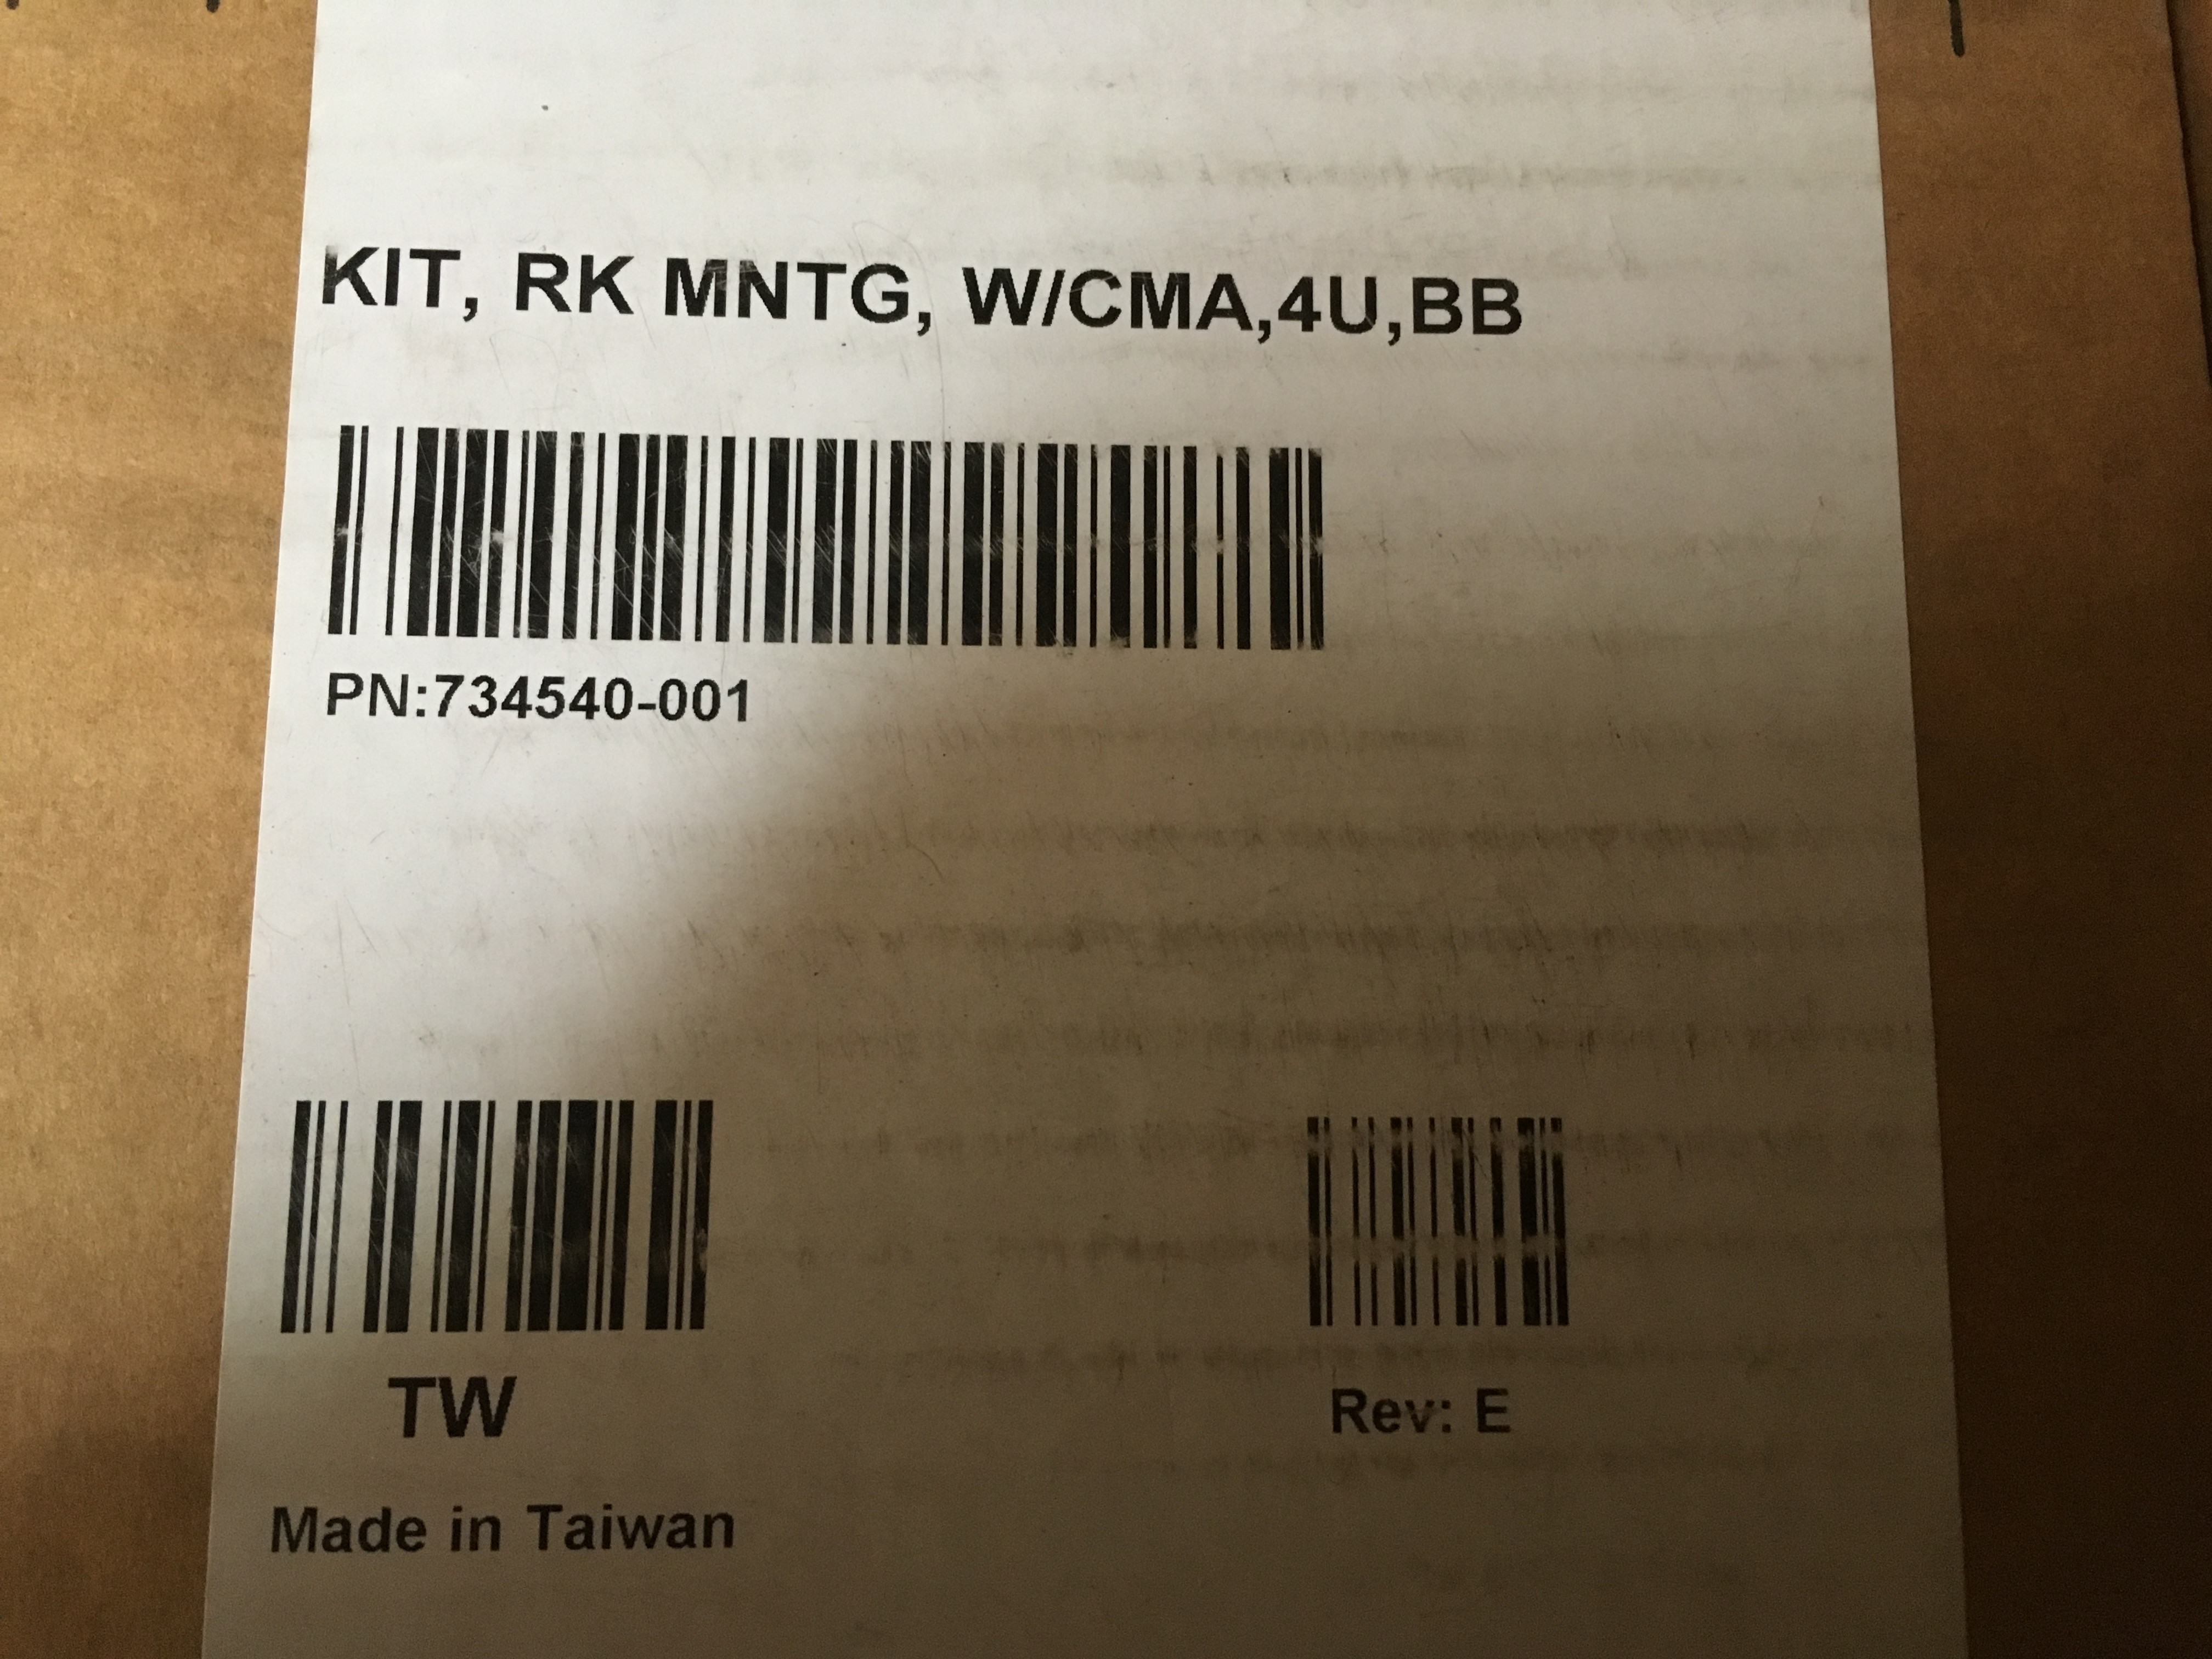 KIT, RK MNTG, W/CMA,4U,BB
PN:734540-001
TW
Rev: E
Made in Taiwan